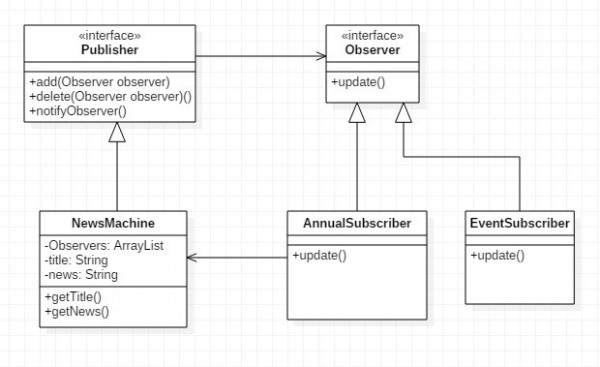 «interface»
Publisher
+add(Observer observer)
+delete(Observer observer)()
+notifyObserver()
«interface»
Observer
+update()
NewsMachine
-Observers: ArrayList
-title: String
-news: String
+getTitle()
+getNews()
AnnualSubscriber
+update()
EventSubscriber
+update()